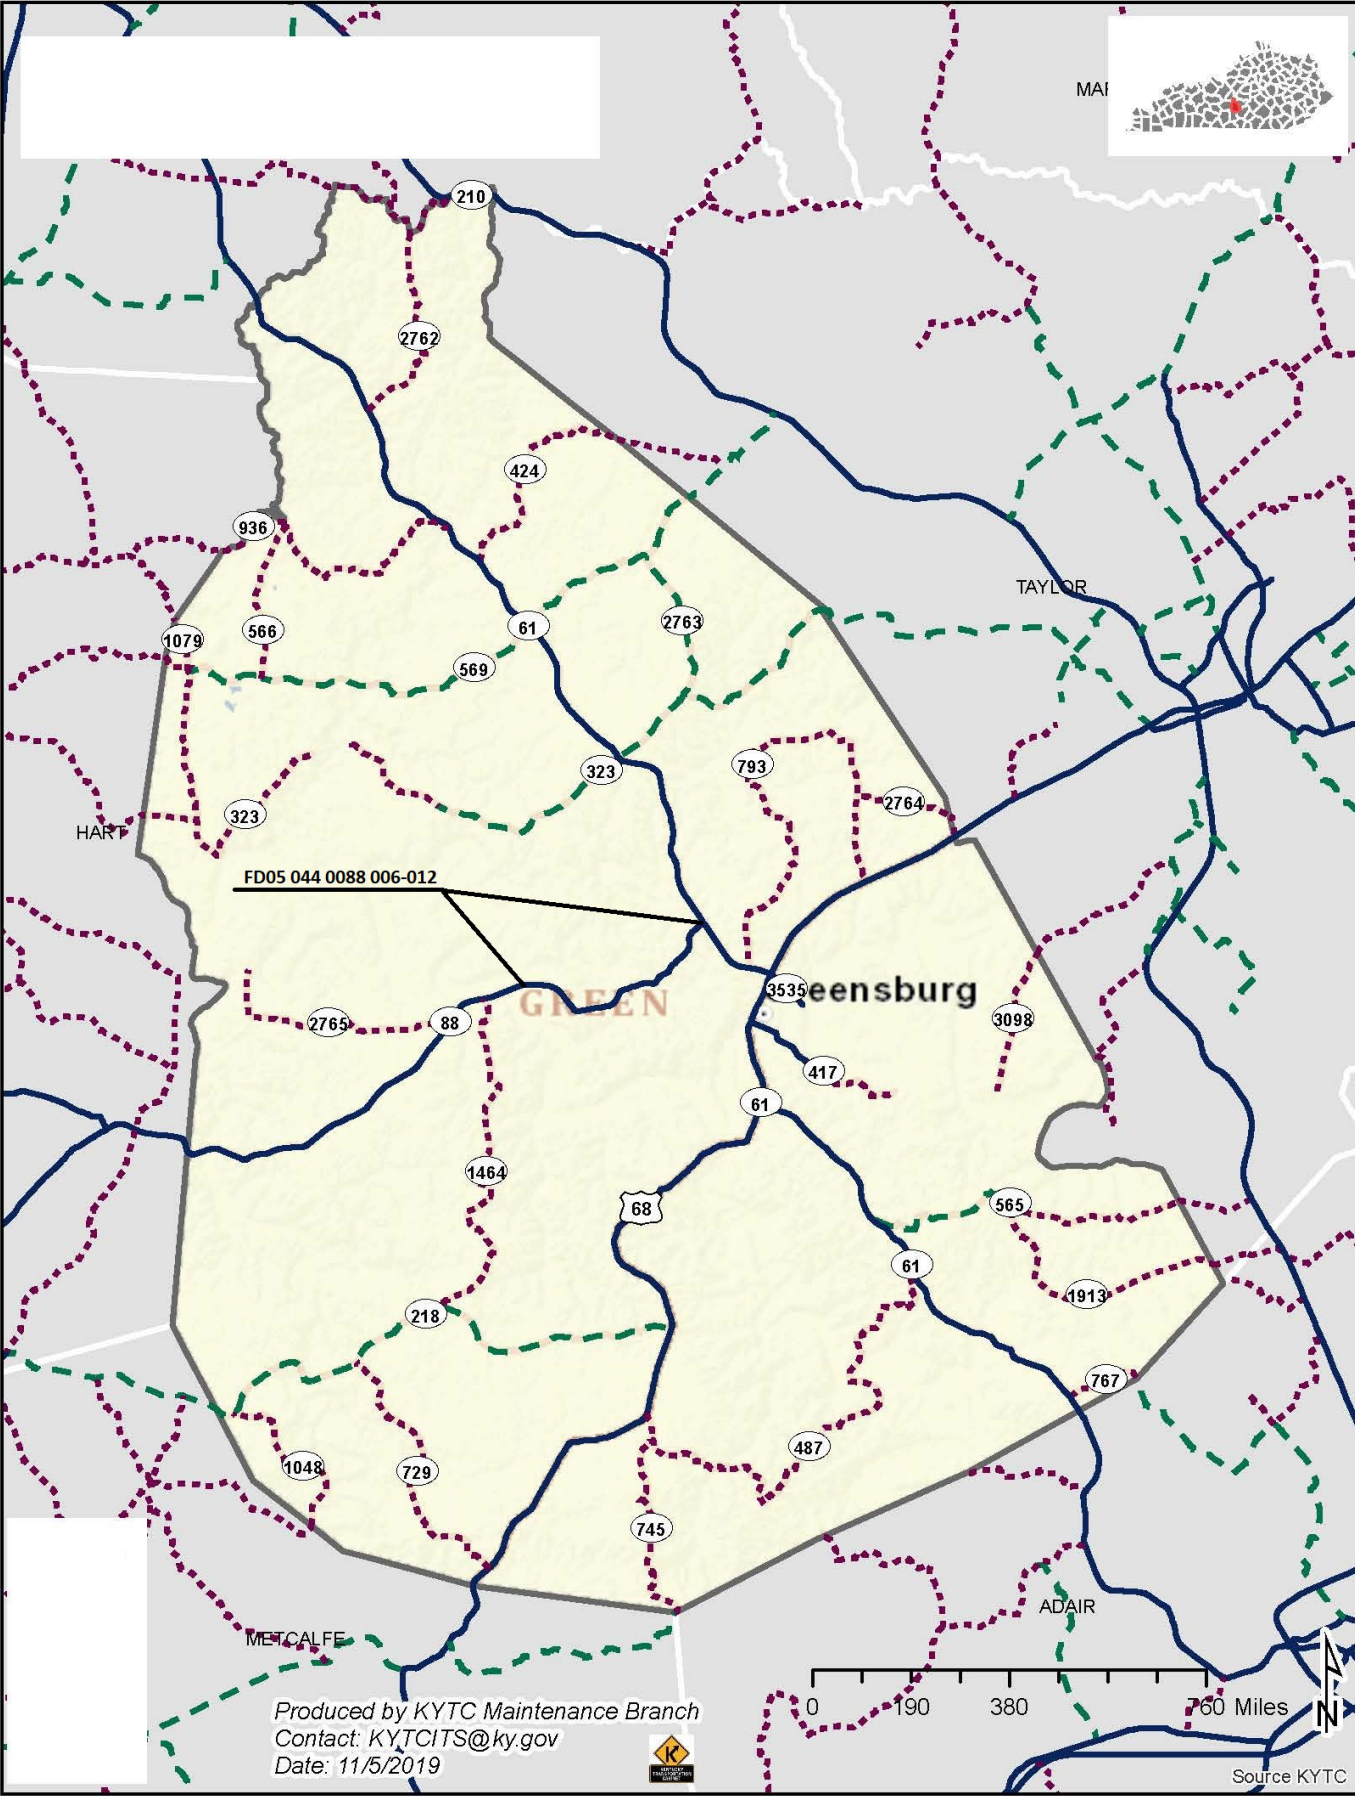 MAR
210
2762
424
936
TAYLOR
1079
566
61
2763
569
323
793
2764
323
HART
FD05 044 0088 006-012
3535
eensburg
GREEN
2765
88
3098
417
61
1464
68
565
61
1913
218
767
487
1048
729
745
ADAIR
METCALFE
0 190 380 760 Miles
N
Produced by KYTC Maintenance Branch
Contact: KYTCITS@ky.gov
Date: 11/5/2019
Source KYTC